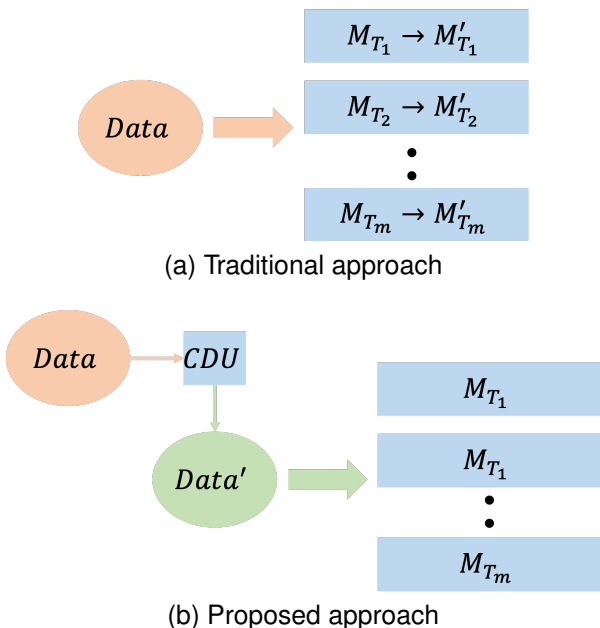 M_{T_1} → M'_{T_1}
Data
M_{T_2} → M'_{T_2}
M_{T_m} → M'_{T_m}
(a) Traditional approach
Data
CDU
M_{T_1}
Data'
M_{T_1}
M_{T_m}
(b) Proposed approach